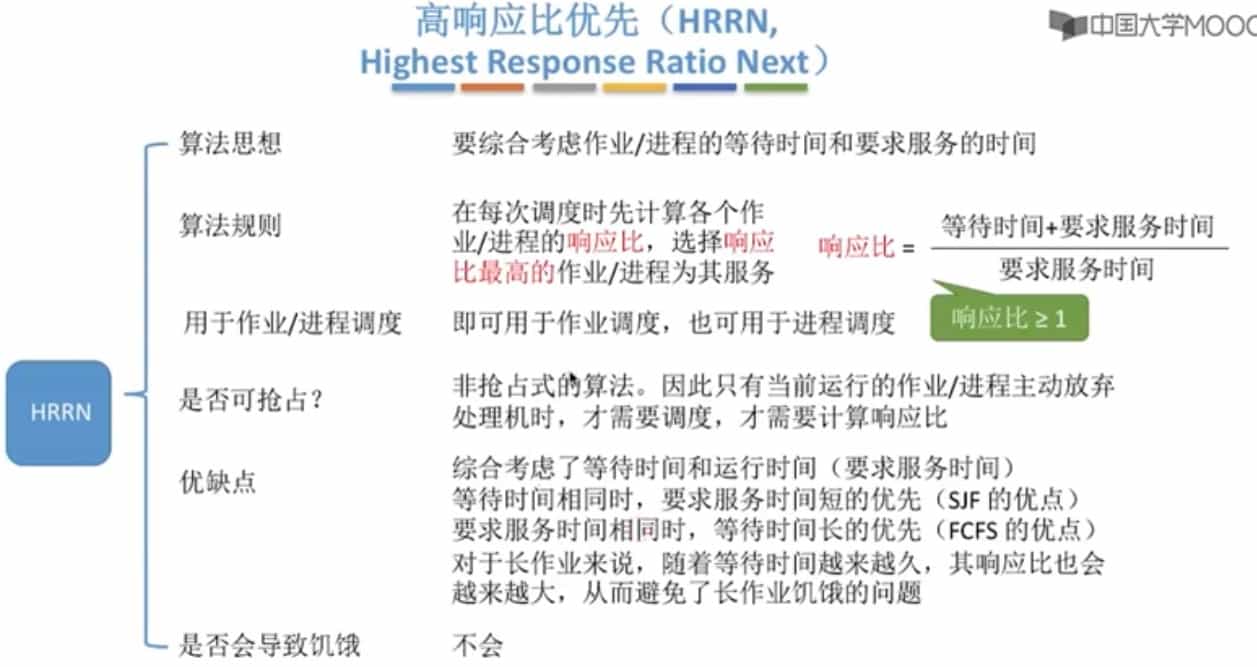 高响应比优先（HRRN,
Highest Response Ratio Next）
中国大学MOOC
算法思想
要综合考虑作业/进程的等待时间和要求服务的时间
算法规则
在每次调度时先计算各个作
业/进程的响应比，选择响应
比最高的作业/进程为其服务
响应比 =
等待时间+要求服务时间
要求服务时间
响应比 ≥ 1
用于作业/进程调度
即可用于作业调度，也可用于进程调度
HRRN
是否可抢占？
非抢占式的算法。因此只有当前运行的作业/进程主动放弃
处理机时，才需要调度，才需要计算响应比
优缺点
综合考虑了等待时间和运行时间（要求服务时间）
等待时间相同时，要求服务时间短的优先（SJF 的优点）
要求服务时间相同时，等待时间长的优先（FCFS 的优点）
对于长作业来说，随着等待时间越来越久，其响应比也会
越来越大，从而避免了长作业饥饿的问题
是否会导致饥饿
不会